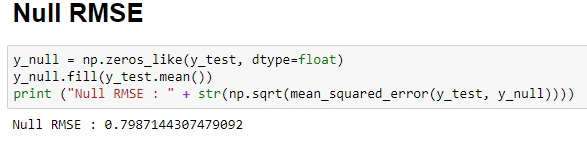 Null RMSE
y_null = np.zeros_like(y_test, dtype=float)
y_null.fill(y_test.mean())
print ("Null RMSE : " + str(np.sqrt(mean_squared_error(y_test, y_null))))
Null RMSE : 0.7987144307479092